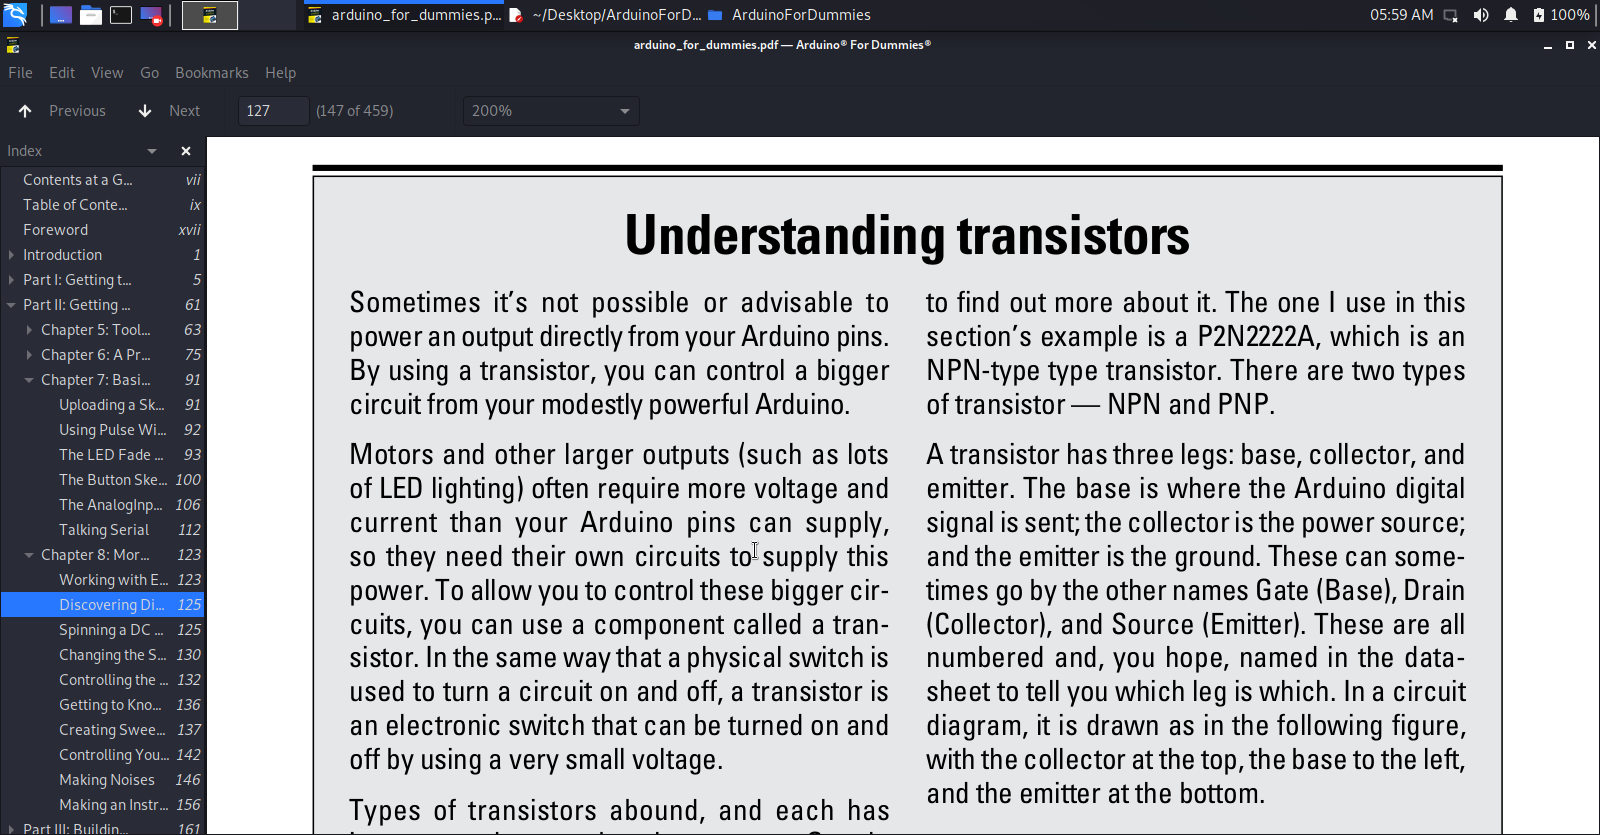 arduino_for_dummies.p...
~/Desktop/ArduinoForD...
ArduinoForDummies
05:59 AM
100%
arduino_for_dummies.pdf — Arduino® For Dummies®
File Edit View Go Bookmarks Help
Previous Next 127 (147 of 459) 200%
Index
Contents at a G... vii
Table of Conte... ix
Foreword xvii
Introduction 1
Part I: Getting t... 5
Part II: Getting ... 61
Chapter 5: Tool... 63
Chapter 6: A Pr... 75
Chapter 7: Basi... 91
Uploading a Sk... 91
Using Pulse Wi... 92
The LED Fade ... 93
The Button Ske... 100
The AnalogInp... 106
Talking Serial 112
Chapter 8: Mor... 123
Working with E... 123
Discovering Di... 125
Spinning a DC ... 125
Changing the S... 130
Controlling the ... 132
Getting to Kno... 136
Creating Swee... 137
Controlling You... 142
Making Noises 146
Making an Instr... 156
Part III: Buildin... 161
Understanding transistors
Sometimes it's not possible or advisable to
power an output directly from your Arduino pins.
By using a transistor, you can control a bigger
circuit from your modestly powerful Arduino.
Motors and other larger outputs (such as lots
of LED lighting) often require more voltage and
current than your Arduino pins can supply,
so they need their own circuits to supply this
power. To allow you to control these bigger cir-
cuits, you can use a component called a tran-
sistor. In the same way that a physical switch is
used to turn a circuit on and off, a transistor is
an electronic switch that can be turned on and
off by using a very small voltage.
Types of transistors abound, and each has
to find out more about it. The one I use in this
section's example is a P2N2222A, which is an
NPN-type type transistor. There are two types
of transistor — NPN and PNP.
A transistor has three legs: base, collector, and
emitter. The base is where the Arduino digital
signal is sent; the collector is the power source;
and the emitter is the ground. These can some-
times go by the other names Gate (Base), Drain
(Collector), and Source (Emitter). These are all
numbered and, you hope, named in the data-
sheet to tell you which leg is which. In a circuit
diagram, it is drawn as in the following figure,
with the collector at the top, the base to the left,
and the emitter at the bottom.